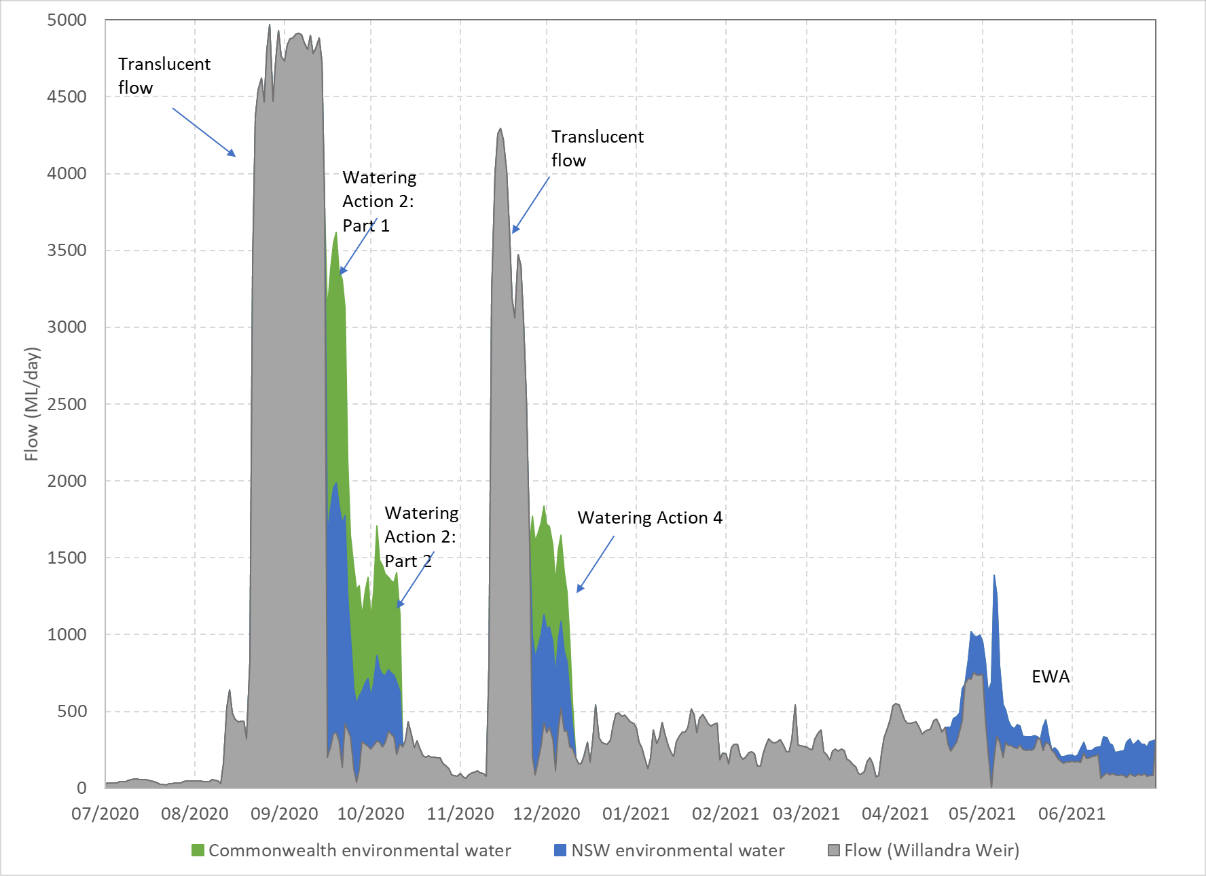 5000
4500
4000
3500
3000
2500
2000
1500
1000
500
0
Flow (ML/day)
Translucent
flow
Watering
Action 2:
Part 1
Watering
Action 2:
Part 2
Translucent
flow
Watering Action 4
EWA
07/2020 08/2020 09/2020 10/2020 11/2020 12/2020 01/2021 02/2021 03/2021 04/2021 05/2021 06/2021
Commonwealth environmental water NSW environmental water Flow (Willandra Weir)